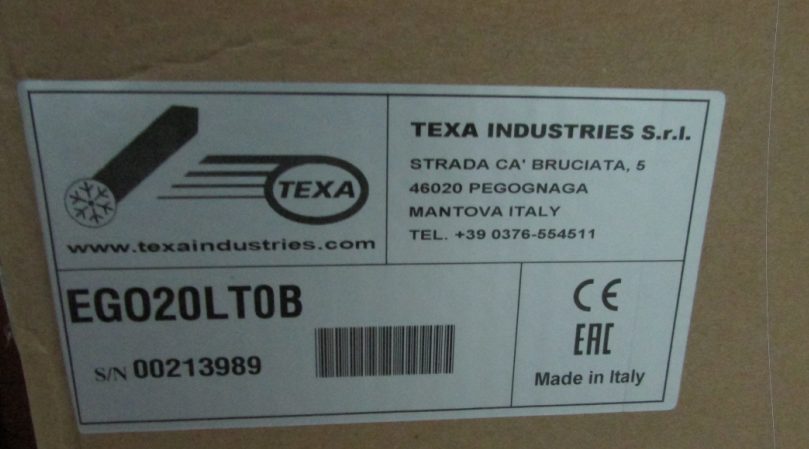 TEXA
www.texaindustries.com
TEXA INDUSTRIES S.r.l.
STRADA CA' BRUCIATA, 5
46020 PEGOGNAGA
MANTOVA ITALY
TEL. +39 0376-554511
EGO20LT0B
S/N 00213989
CE
EAC
Made in Italy